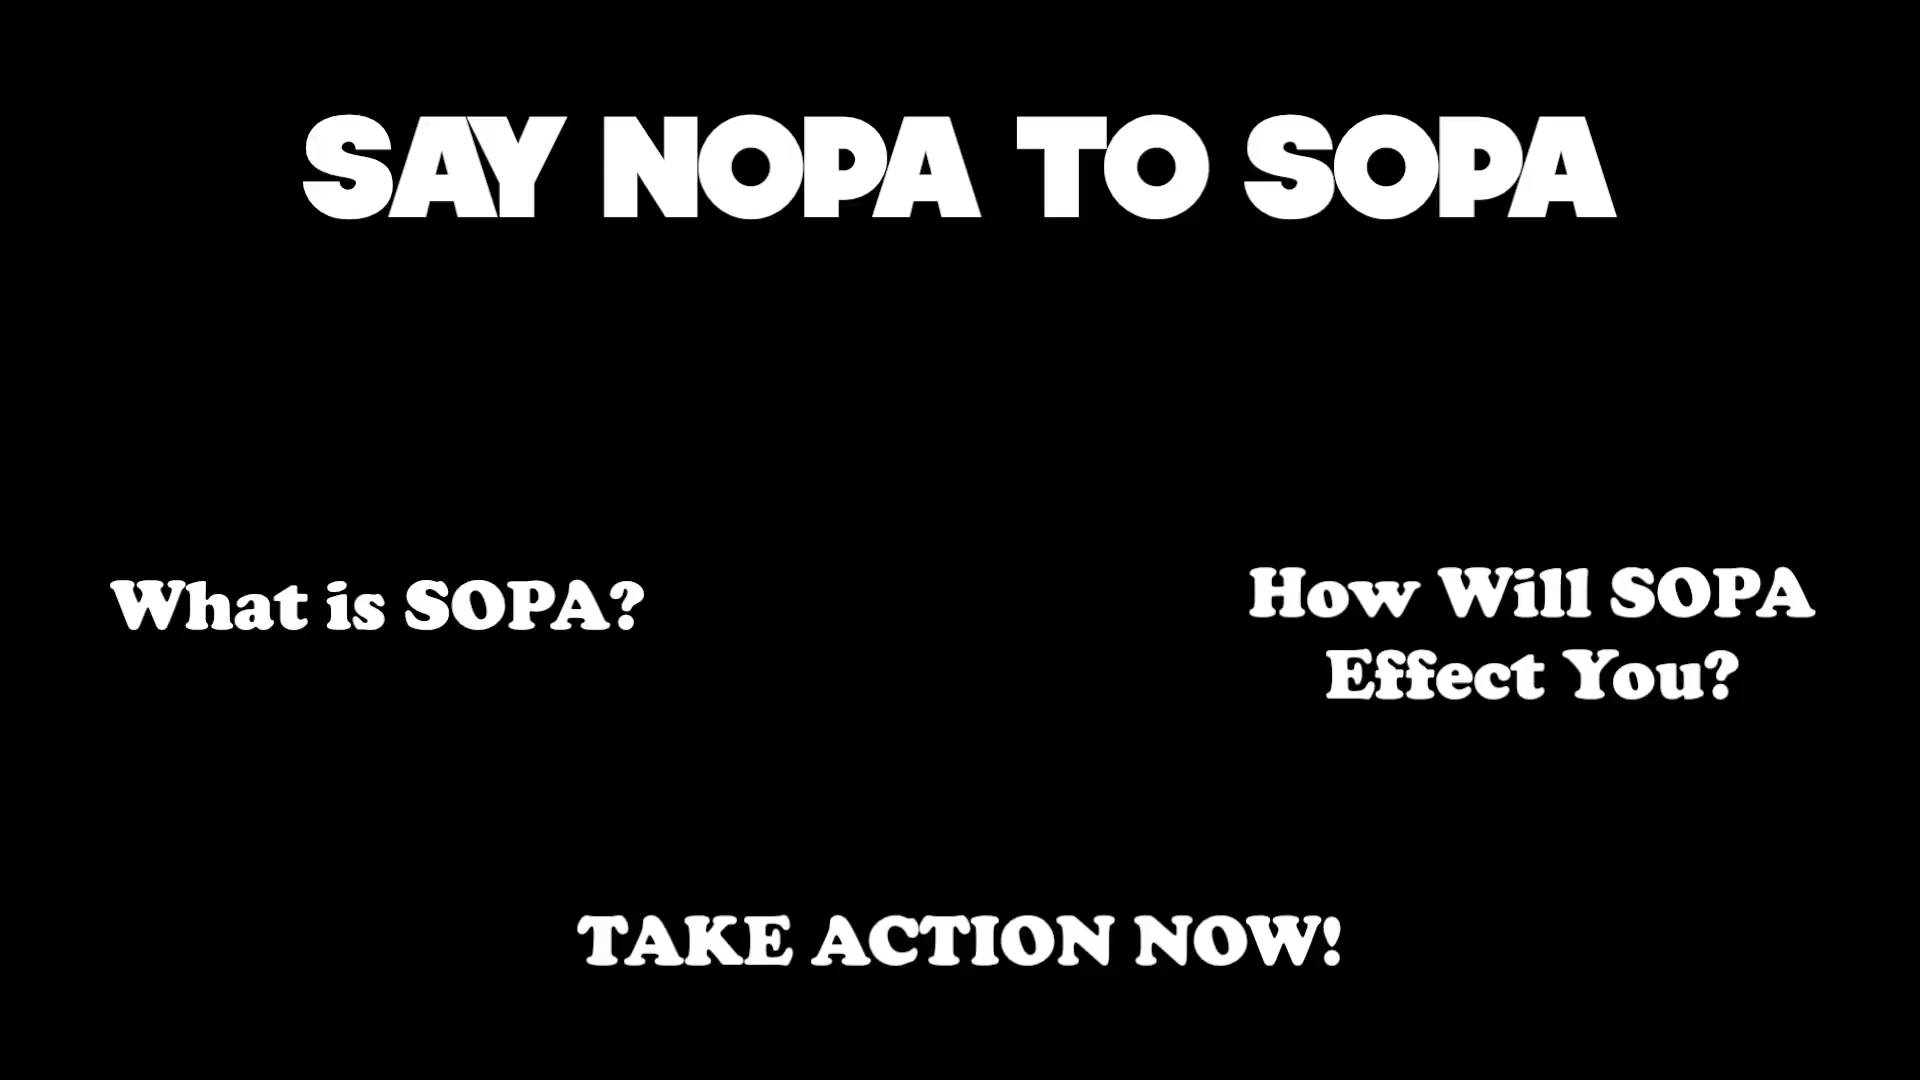 SAY NOPA TO SOPA
What is SOPA?
How Will SOPA
Effect You?
TAKE ACTION NOW!